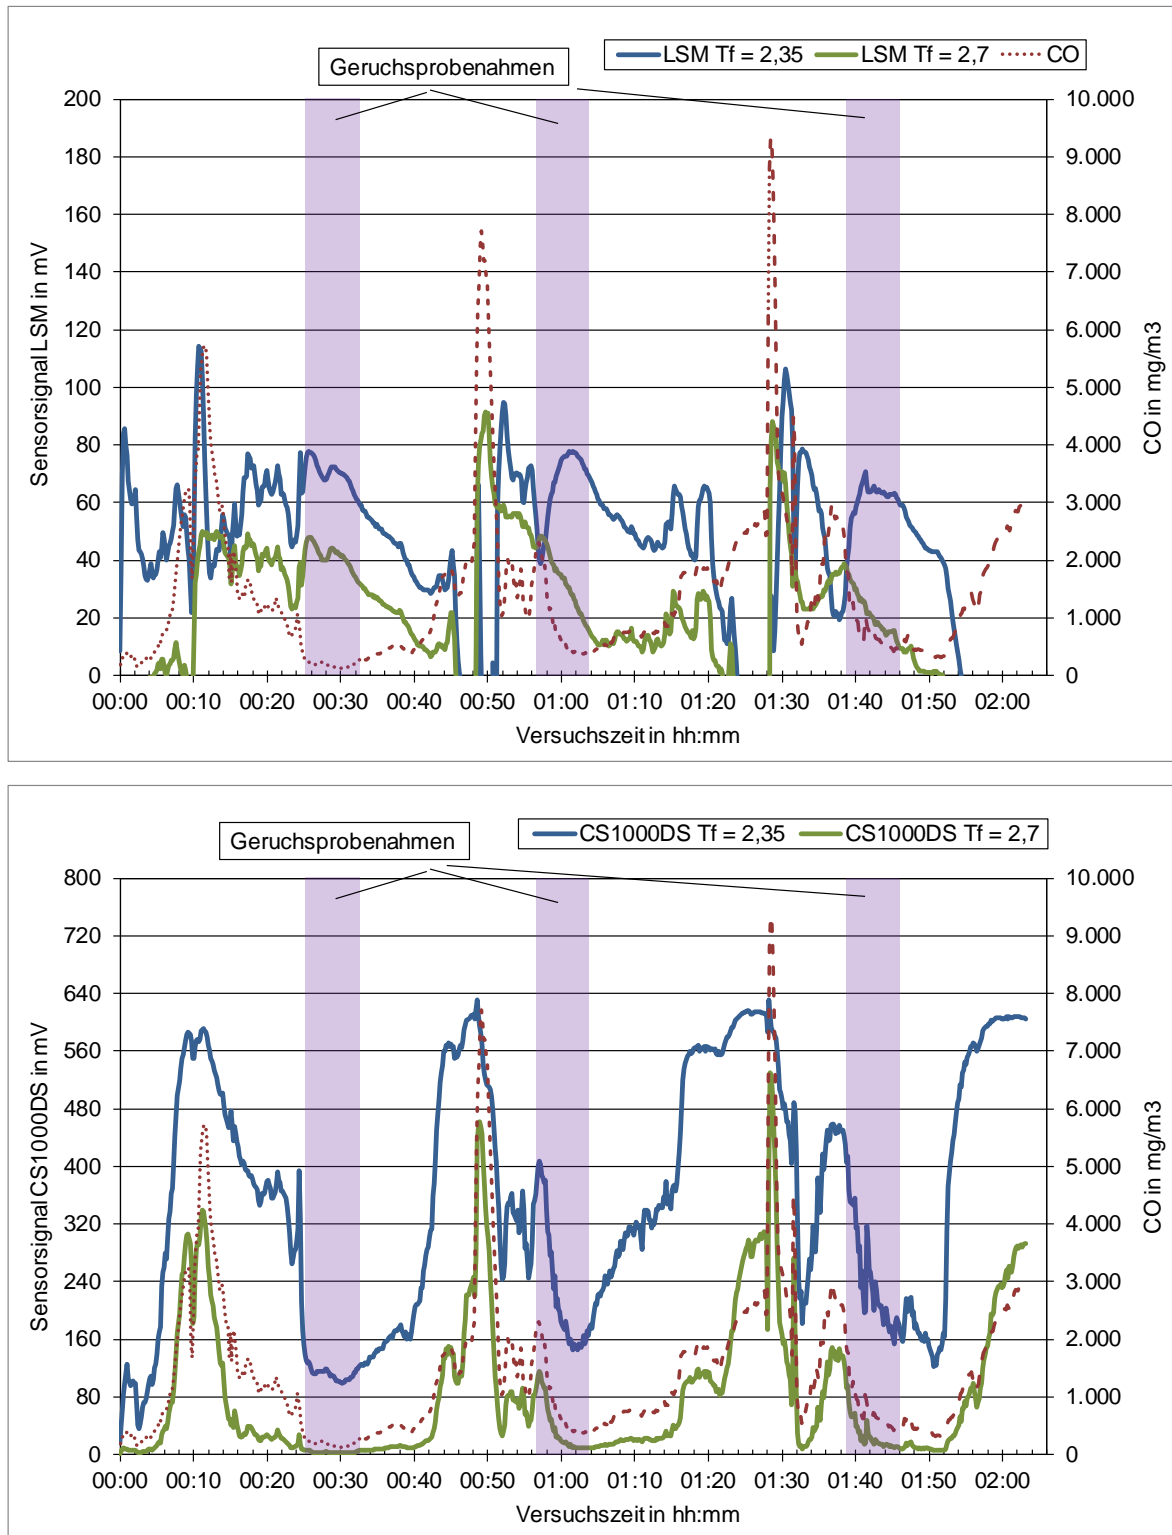 LSM Tf = 2,35 LSM Tf = 2,7 CO
Geruchsprobenahmen
200 10.000
180 9.000
160 8.000
140 7.000
120 6.000
100 5.000
80 4.000
60 3.000
40 2.000
20 1.000
0 0
Sensorsignal LSM in mV
CO in mg/m3
00:00 00:10 00:20 00:30 00:40 00:50 01:00 01:10 01:20 01:30 01:40 01:50 02:00
Versuchszeit in hh:mm
CS1000DS Tf = 2,35 CS1000DS Tf = 2,7
Geruchsprobenahmen
800 10.000
720 9.000
640 8.000
560 7.000
480 6.000
400 5.000
320 4.000
240 3.000
160 2.000
80 1.000
0 0
Sensorsignal CS1000DS in mV
CO in mg/m3
00:00 00:10 00:20 00:30 00:40 00:50 01:00 01:10 01:20 01:30 01:40 01:50 02:00
Versuchszeit in hh:mm